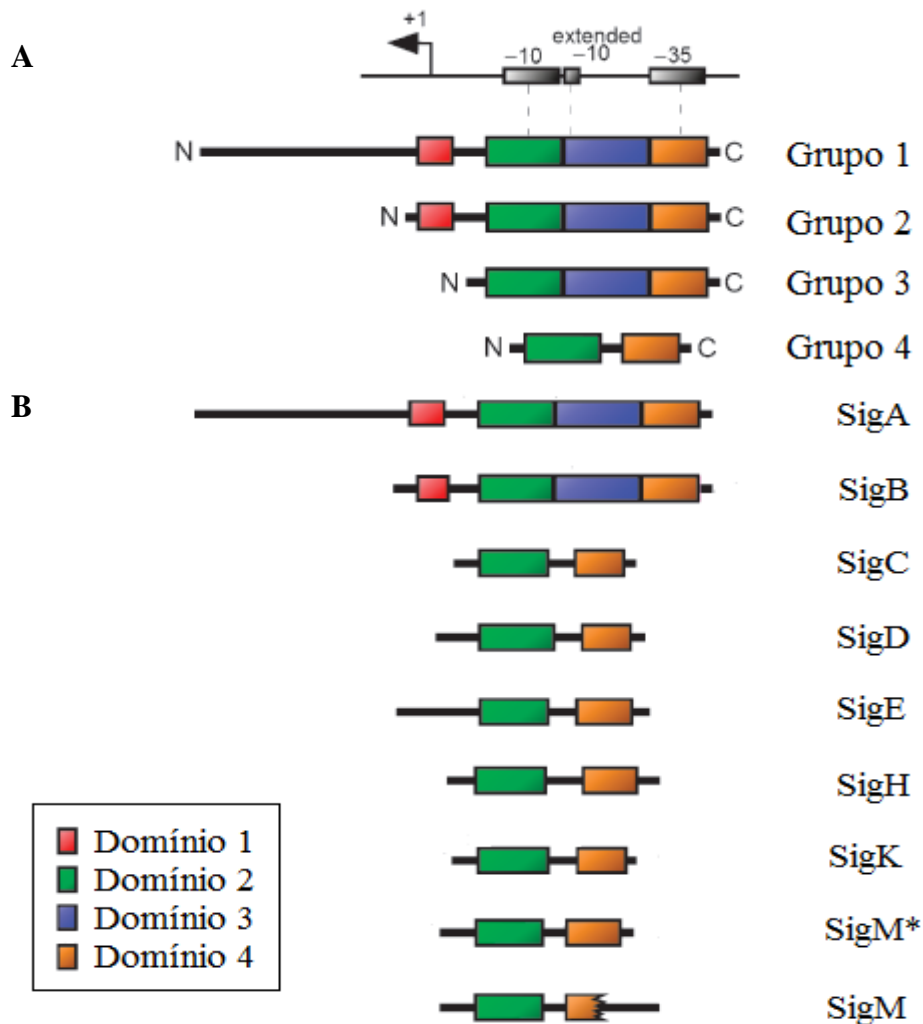 A
+1
extended
−10
−10
−35
N
C
Grupo 1
N
C
Grupo 2
N
C
Grupo 3
N
C
Grupo 4
B
SigA
SigB
SigC
SigD
SigE
SigH
SigK
SigM*
SigM
Domínio 1
Domínio 2
Domínio 3
Domínio 4